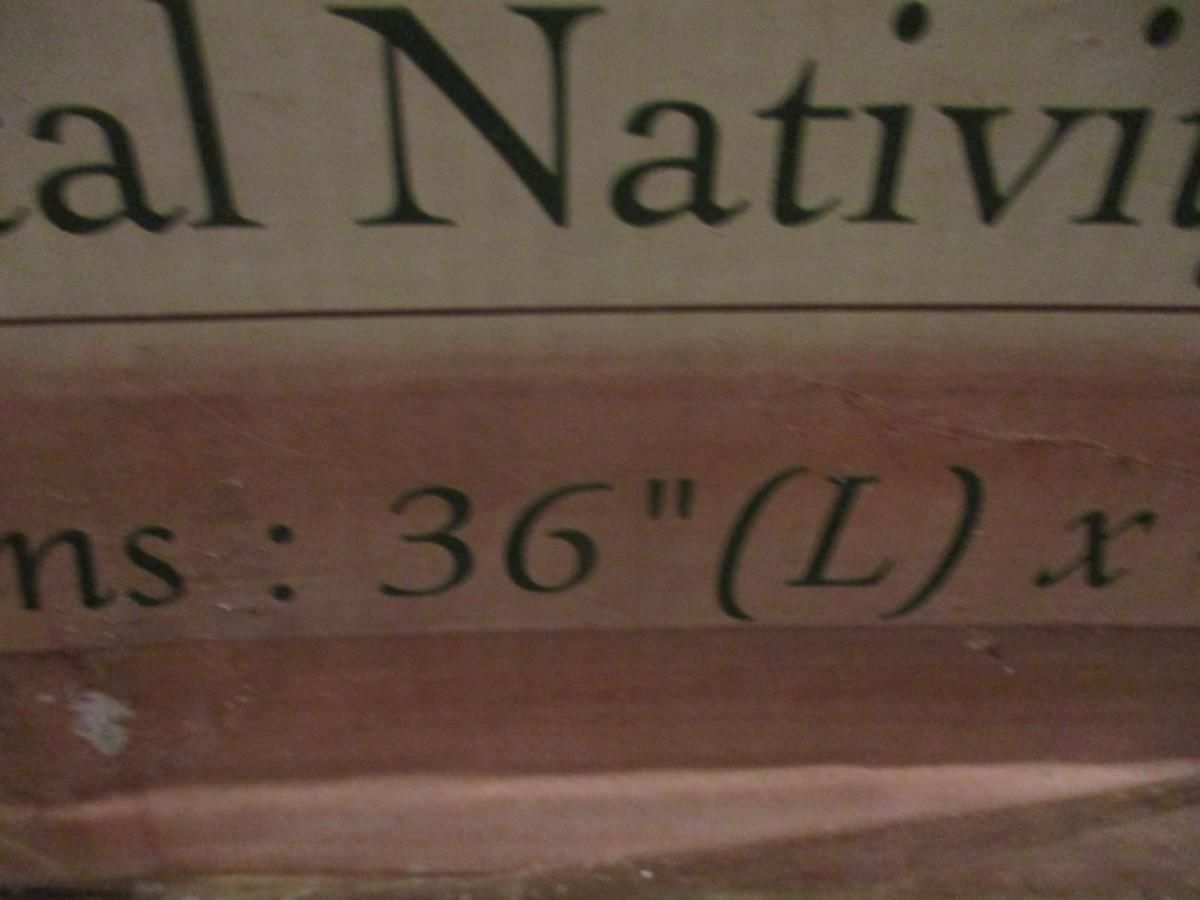 al Nativi
ns : 36"(L) x